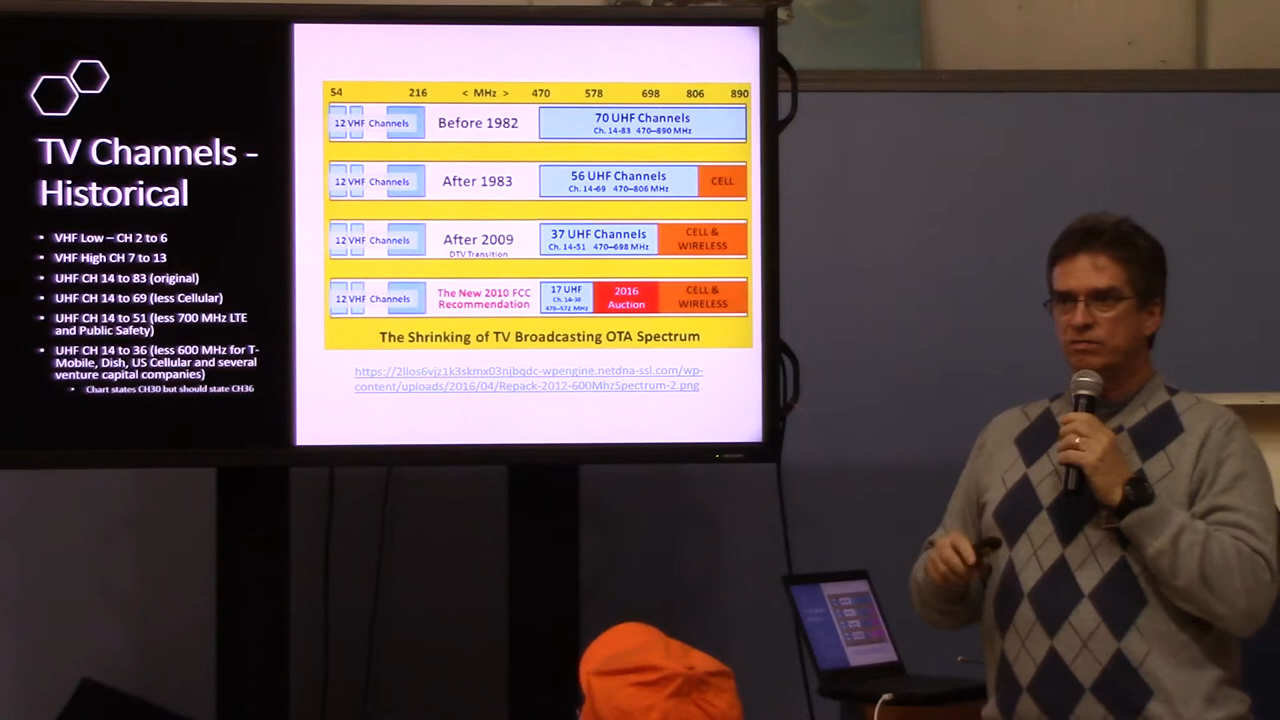 TV Channels -
Historical
• VHF Low – CH 2 to 6
• VHF High CH 7 to 13
• UHF CH 14 to 83 (original)
• UHF CH 14 to 69 (less Cellular)
• UHF CH 14 to 51 (less 700 MHz LTE
and Public Safety)
• UHF CH 14 to 36 (less 600 MHz for T-
Mobile, Dish, US Cellular and several
venture capital companies)
• Chart states CH30 but should state CH36
54 216 < MHz > 470 578 698 806 890
12 VHF Channels
Before 1982
70 UHF Channels
Ch. 14-83 470–890 MHz
12 VHF Channels
After 1983
56 UHF Channels
Ch. 14-69 470–806 MHz
CELL
12 VHF Channels
After 2009
DTV Transition
37 UHF Channels
Ch. 14-51 470–698 MHz
CELL &
WIRELESS
12 VHF Channels
The New 2010 FCC
Recommendation
17 UHF
Ch. 14-30
470–572 MHz
2016
Auction
CELL &
WIRELESS
The Shrinking of TV Broadcasting OTA Spectrum
https://2llos6vjz1k3skmx03njbqdc-wpengine.netdna-ssl.com/wp-
content/uploads/2016/04/Repack-2012-600MhzSpectrum-2.png